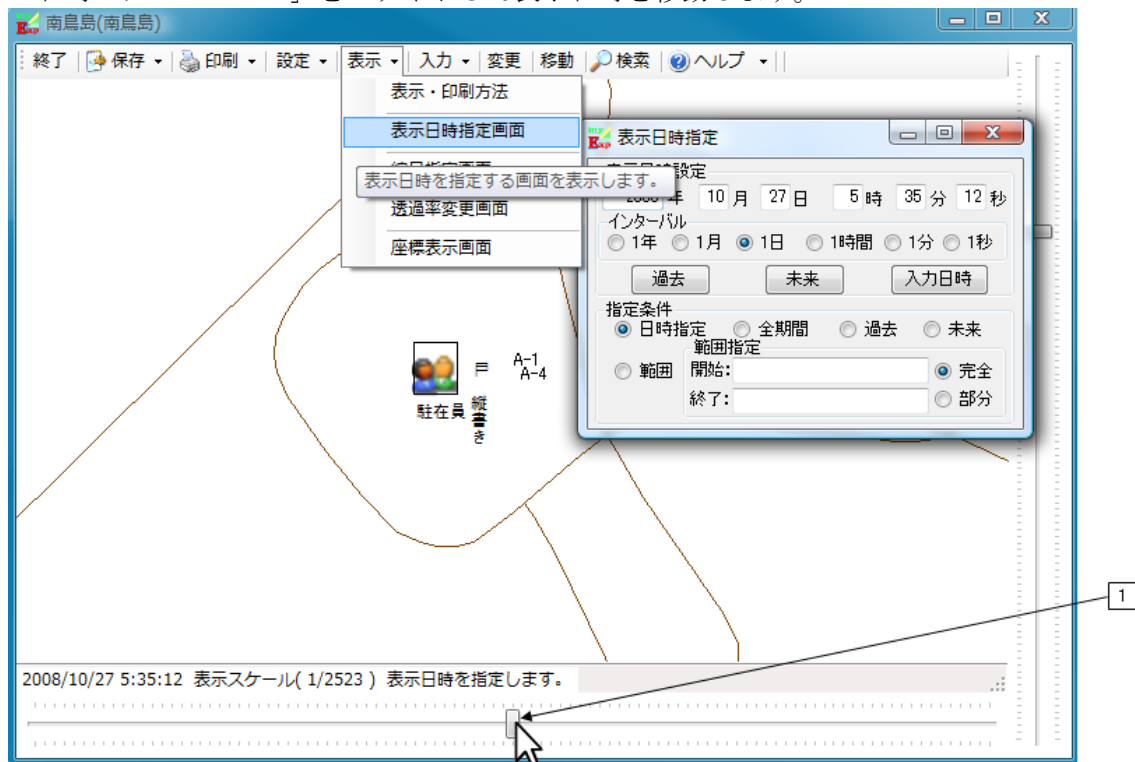 南鳥島(南鳥島)
終了 保存 印刷 設定 表示 入力 変更 移動 検索 ヘルプ
表示・印刷方法
表示日時指定画面
表示日時を指定する画面を表示します。
透過率変更画面
座標表示画面
表示日時指定
年 10 月 27 日 5 時 35 分 12 秒
インターバル
1年 1月 1日 1時間 1分 1秒
過去 未来 入力日時
指定条件
日時指定 全期間 過去 未来
範囲指定
範囲 開始: 完全
終了: 部分
A-1
A-4
駐在員
縦書き
1
2008/10/27 5:35:12 表示スケール( 1/2523 ) 表示日時を指定します。